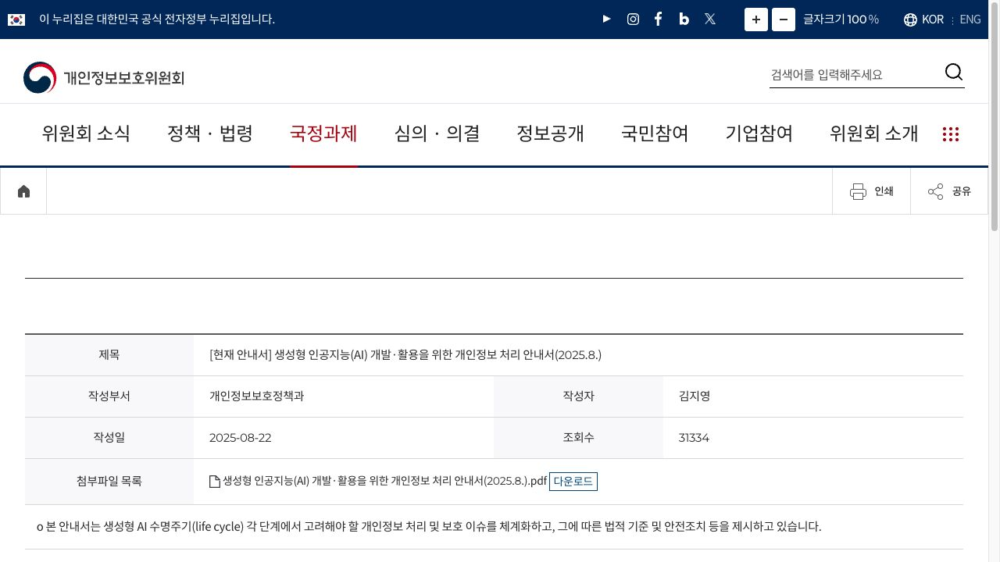 이 누리집은 대한민국 공식 전자정부 누리집입니다.
글자크기 100 %
KOR
ENG
개인정보보호위원회
검색어를 입력해주세요
위원회 소식 정책 · 법령 국정과제 심의 · 의결 정보공개 국민참여 기업참여 위원회 소개
인쇄 공유
제목 [현재 안내서] 생성형 인공지능(AI) 개발·활용을 위한 개인정보 처리 안내서(2025.8.)
작성부서 개인정보보호정책과 작성자 김지영
작성일 2025-08-22 조회수 31334
첨부파일 목록 생성형 인공지능(AI) 개발·활용을 위한 개인정보 처리 안내서(2025.8.).pdf 다운로드
o 본 안내서는 생성형 AI 수명주기(life cycle) 각 단계에서 고려해야 할 개인정보 처리 및 보호 이슈를 체계화하고, 그에 따른 법적 기준 및 안전조치 등을 제시하고 있습니다.